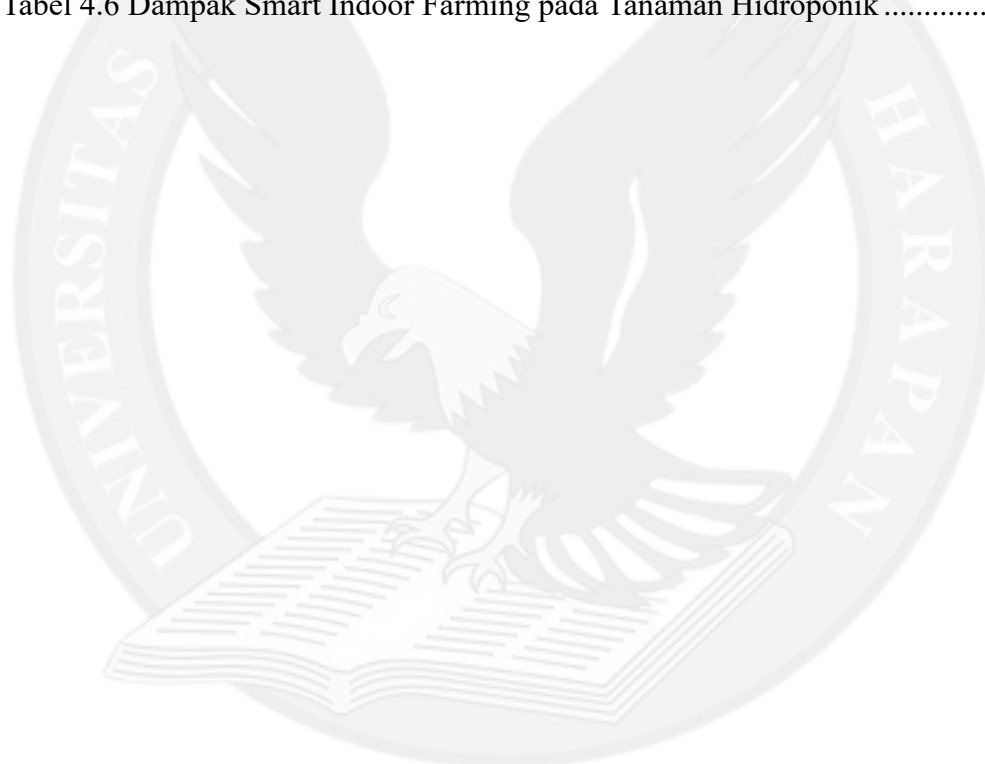 Tabel 4.6 Dampak Smart Indoor Farming pada Tanaman Hidroponik .............
UNIVERSITAS
HARAPAN